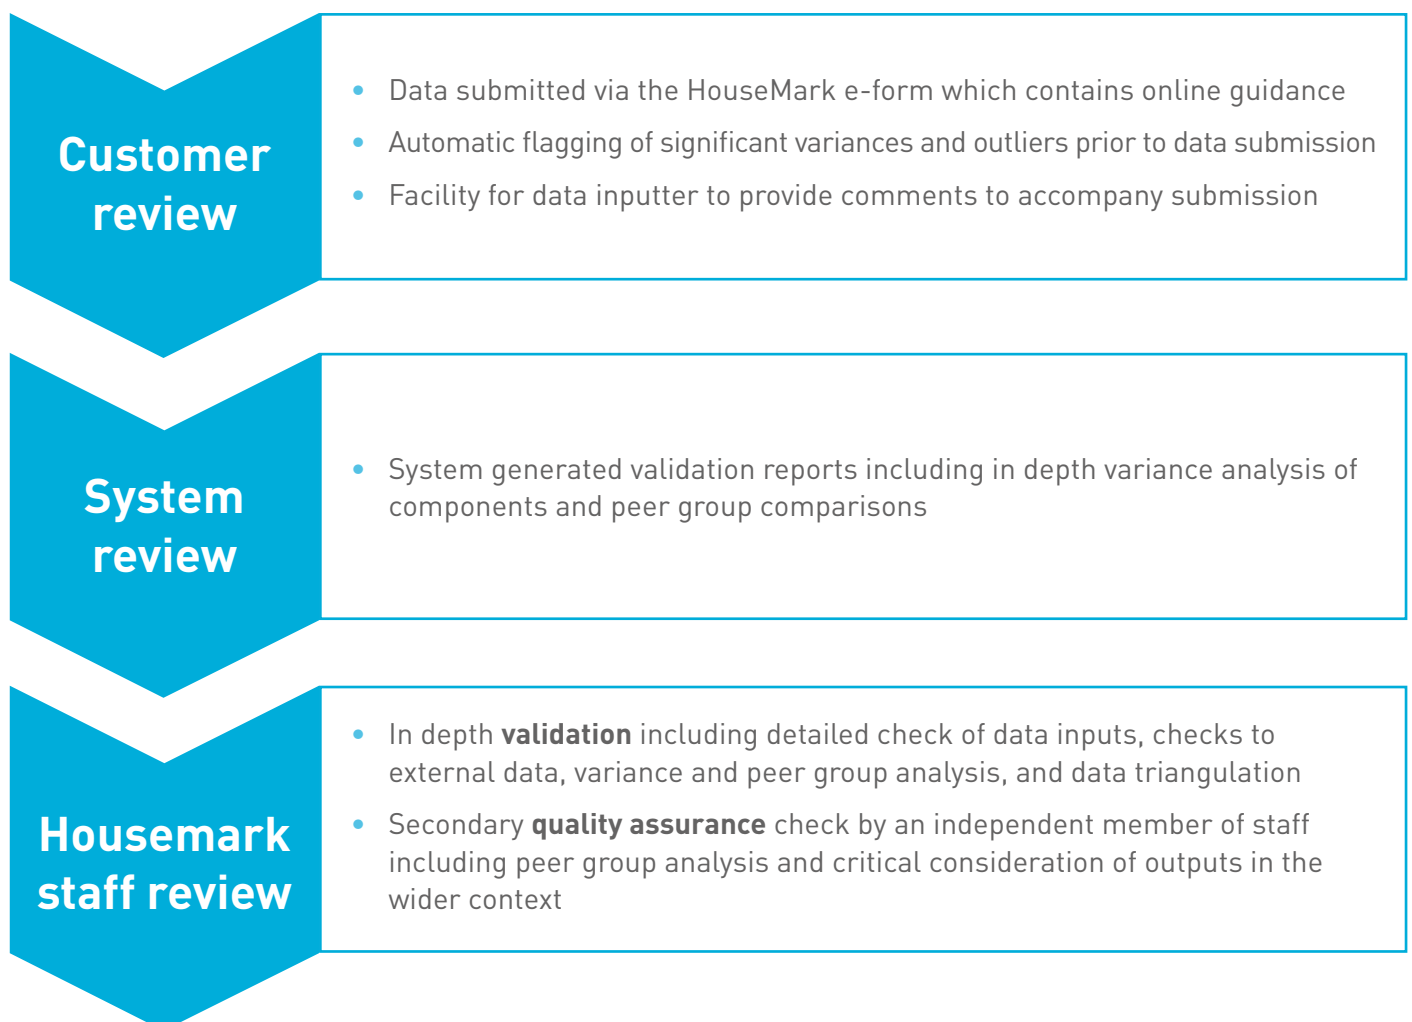 Customer
review
• Data submitted via the HouseMark e-form which contains online guidance
• Automatic flagging of significant variances and outliers prior to data submission
• Facility for data inputter to provide comments to accompany submission
System
review
• System generated validation reports including in depth variance analysis of
components and peer group comparisons
Housemark
staff review
• In depth validation including detailed check of data inputs, checks to
external data, variance and peer group analysis, and data triangulation
• Secondary quality assurance check by an independent member of staff
including peer group analysis and critical consideration of outputs in the
wider context